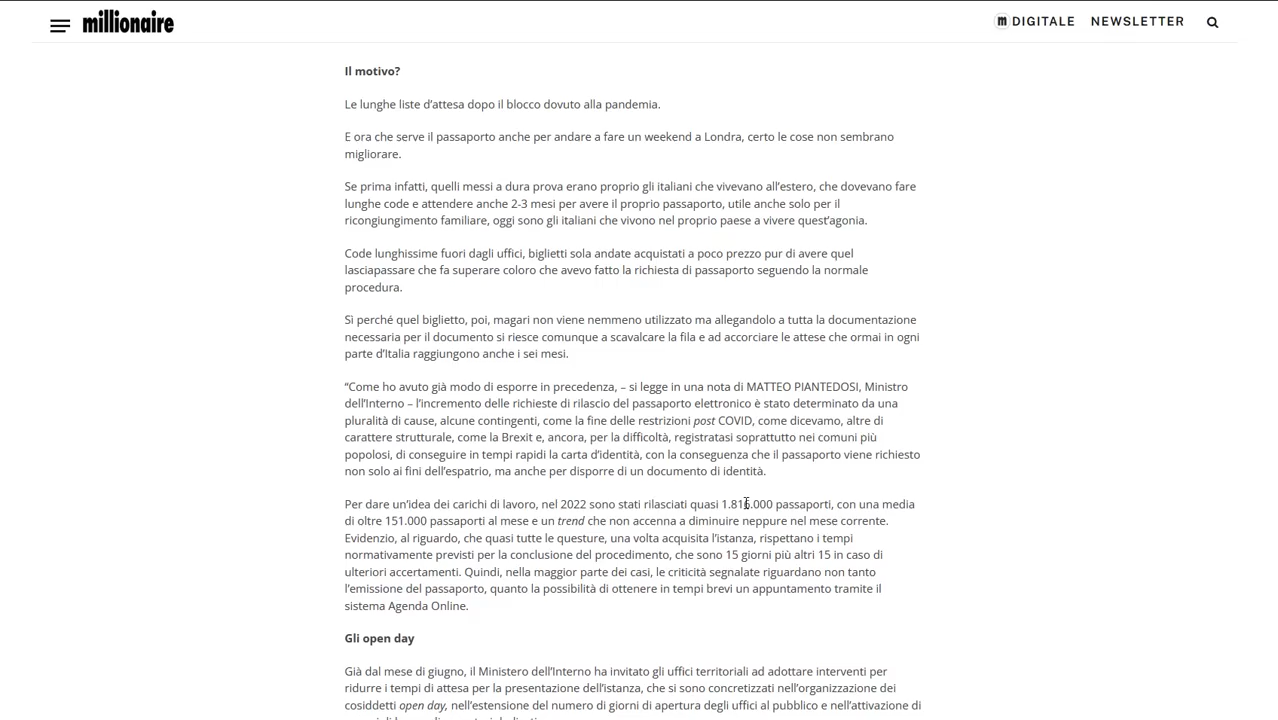 millionaire
m DIGITALE NEWSLETTER
Il motivo?
Le lunghe liste d’attesa dopo il blocco dovuto alla pandemia.
E ora che serve il passaporto anche per andare a fare un weekend a Londra, certo le cose non sembrano
migliorare.
Se prima infatti, quelli messi a dura prova erano proprio gli italiani che vivevano all’estero, che dovevano fare
lunghe code e attendere anche 2-3 mesi per avere il proprio passaporto, utile anche solo per il
ricongiungimento familiare, oggi sono gli italiani che vivono nel proprio paese a vivere quest’agonia.
Code lunghissime fuori dagli uffici, biglietti sola andate acquistati a poco prezzo pur di avere quel
lasciapassare che fa superare coloro che avevo fatto la richiesta di passaporto seguendo la normale
procedura.
Sì perché quel biglietto, poi, magari non viene nemmeno utilizzato ma allegandolo a tutta la documentazione
necessaria per il documento si riesce comunque a scavalcare la fila e ad accorciare le attese che ormai in ogni
parte d’Italia raggiungono anche i sei mesi.
“Come ho avuto già modo di esporre in precedenza, – si legge in una nota di MATTEO PIANTEDOSI, Ministro
dell’Interno – l’incremento delle richieste di rilascio del passaporto elettronico è stato determinato da una
pluralità di cause, alcune contingenti, come la fine delle restrizioni post COVID, come dicevamo, altre di
carattere strutturale, come la Brexit e, ancora, per la difficoltà, registratasi soprattutto nei comuni più
popolosi, di conseguire in tempi rapidi la carta d’identità, con la conseguenza che il passaporto viene richiesto
non solo ai fini dell’espatrio, ma anche per disporre di un documento di identità.
Per dare un’idea dei carichi di lavoro, nel 2022 sono stati rilasciati quasi 1.816.000 passaporti, con una media
di oltre 151.000 passaporti al mese e un trend che non accenna a diminuire neppure nel mese corrente.
Evidenzio, al riguardo, che quasi tutte le questure, una volta acquisita l’istanza, rispettano i tempi
normativamente previsti per la conclusione del procedimento, che sono 15 giorni più altri 15 in caso di
ulteriori accertamenti. Quindi, nella maggior parte dei casi, le criticità segnalate riguardano non tanto
l’emissione del passaporto, quanto la possibilità di ottenere in tempi brevi un appuntamento tramite il
sistema Agenda Online.
Gli open day
Già dal mese di giugno, il Ministero dell’Interno ha invitato gli uffici territoriali ad adottare interventi per
ridurre i tempi di attesa per la presentazione dell’istanza, che si sono concretizzati nell’organizzazione dei
cosiddetti open day, nell’estensione del numero di giorni di apertura degli uffici al pubblico e nell’attivazione di